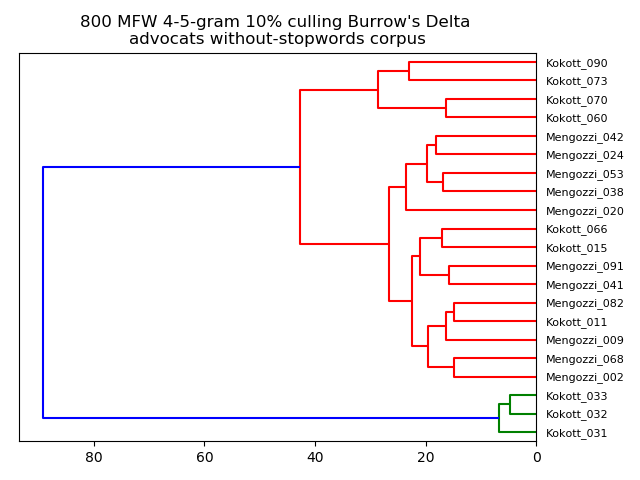 800 MFW 4-5-gram 10% culling Burrow's Delta
advocats without-stopwords corpus
Kokott_090
Kokott_073
Kokott_070
Kokott_060
Mengozzi_042
Mengozzi_024
Mengozzi_053
Mengozzi_038
Mengozzi_020
Kokott_066
Kokott_015
Mengozzi_091
Mengozzi_041
Mengozzi_082
Kokott_011
Mengozzi_009
Mengozzi_068
Mengozzi_002
Kokott_033
Kokott_032
Kokott_031
80 60 40 20 0